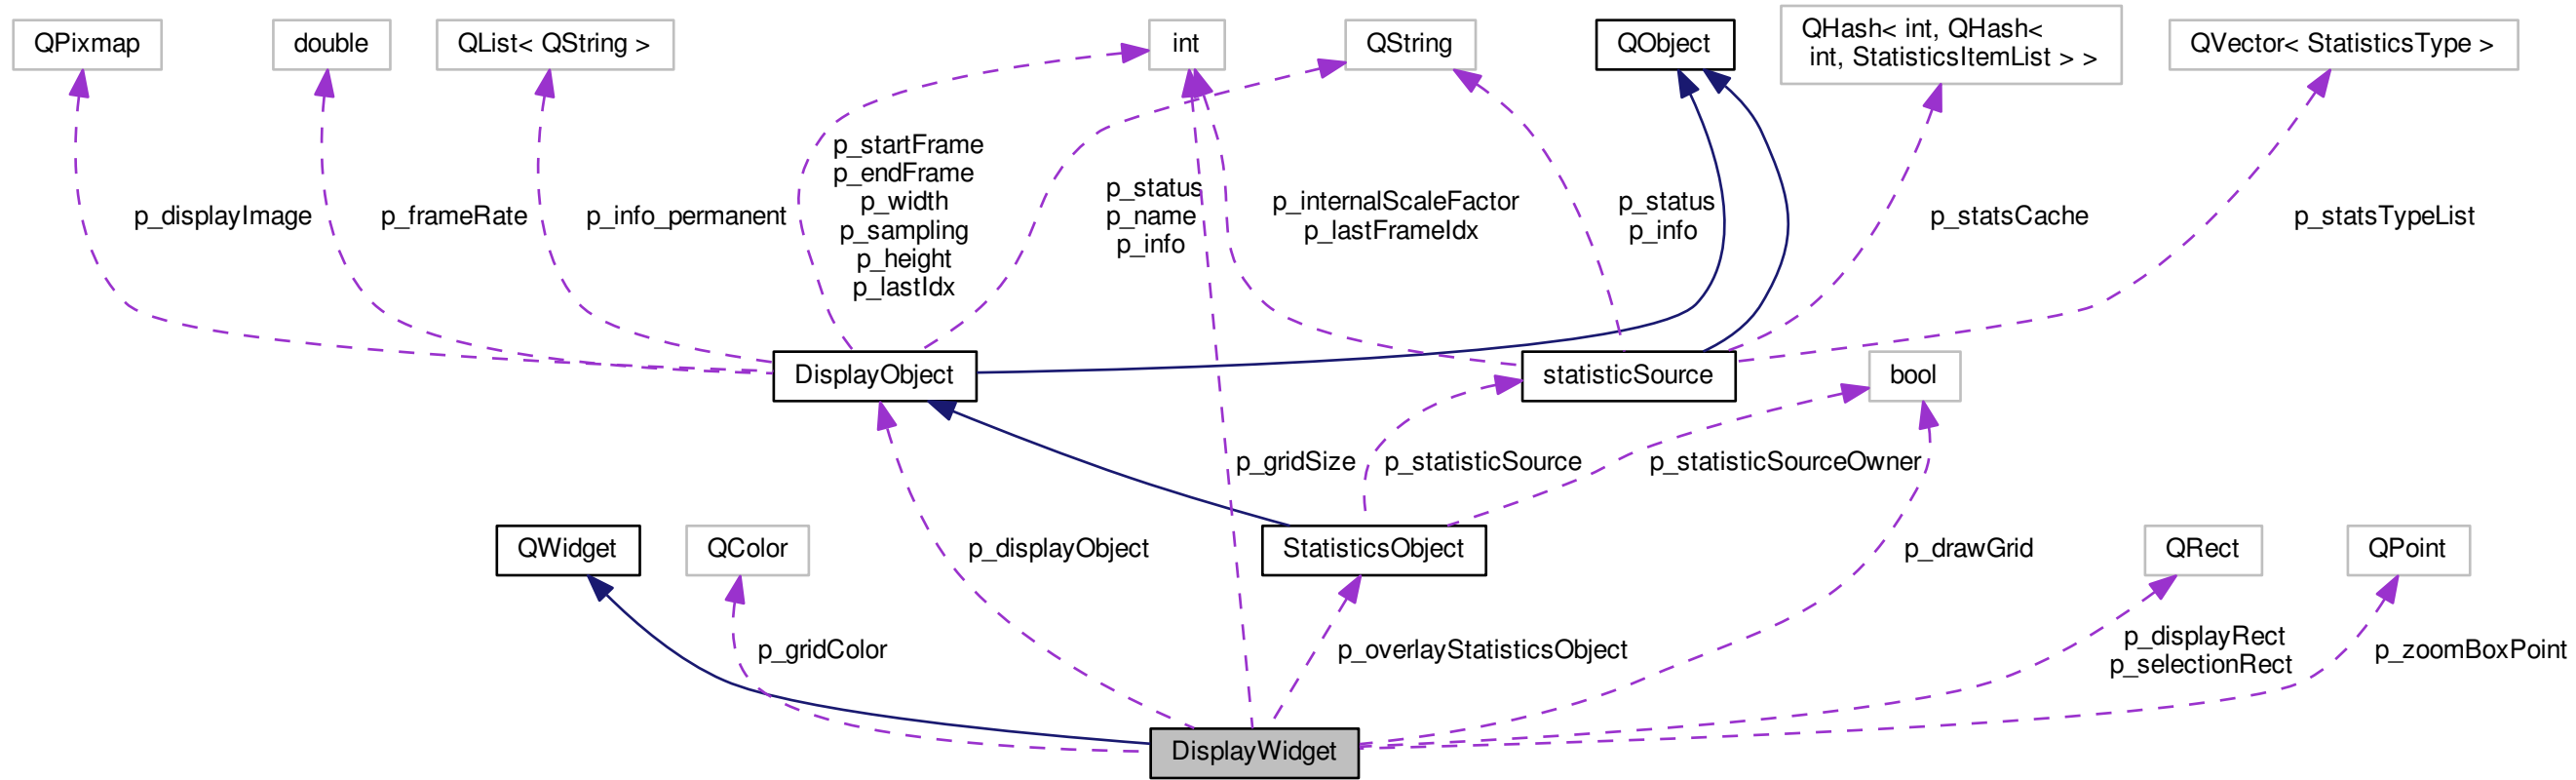 QPixmap
double
QList< QString >
int
QString
QObject
QHash< int, QHash<
int, StatisticsItemList > >
QVector< StatisticsType >
p_displayImage
p_frameRate
p_info_permanent
p_startFrame
p_endFrame
p_width
p_sampling
p_height
p_lastIdx
p_status
p_name
p_info
p_internalScaleFactor
p_lastFrameIdx
p_status
p_info
p_statsCache
p_statsTypeList
DisplayObject
statisticSource
bool
p_gridSize
p_statisticSource
p_statisticSourceOwner
QWidget
QColor
p_displayObject
StatisticsObject
p_drawGrid
QRect
QPoint
p_gridColor
p_overlayStatisticsObject
p_displayRect
p_selectionRect
p_zoomBoxPoint
DisplayWidget